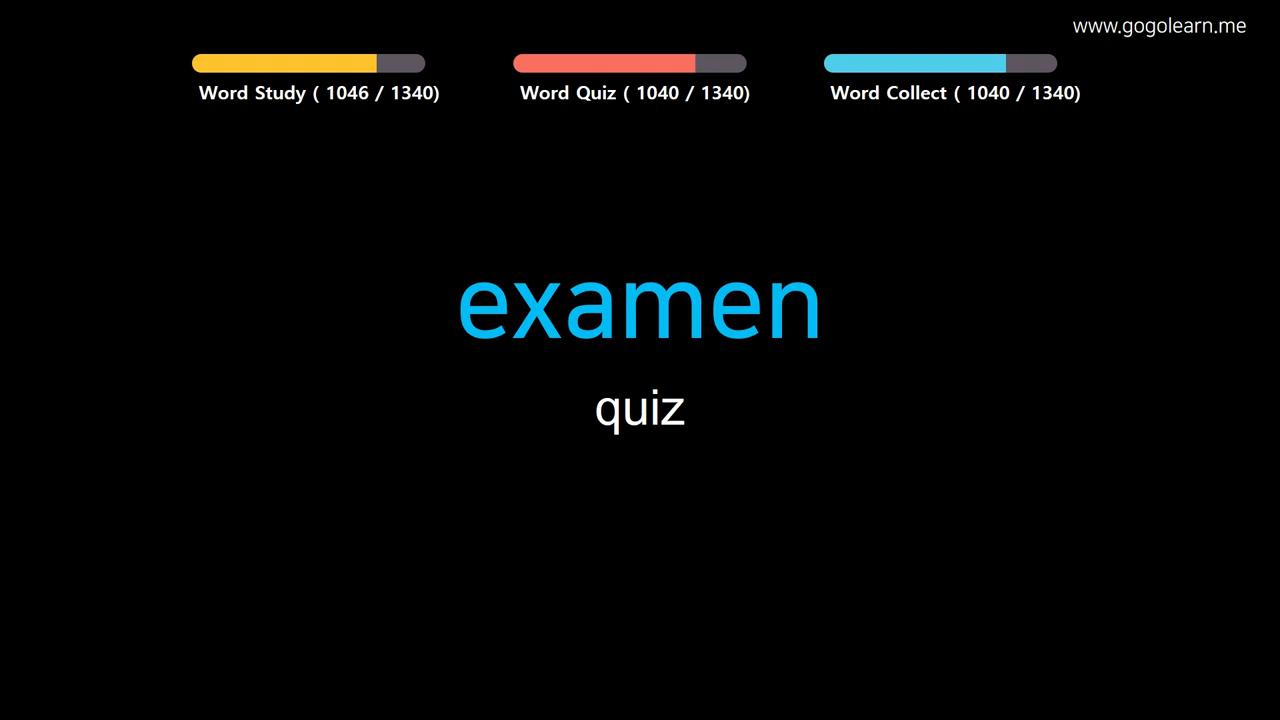 www.gogolearn.me
Word Study ( 1046 / 1340)
Word Quiz ( 1040 / 1340)
Word Collect ( 1040 / 1340)
examen
quiz